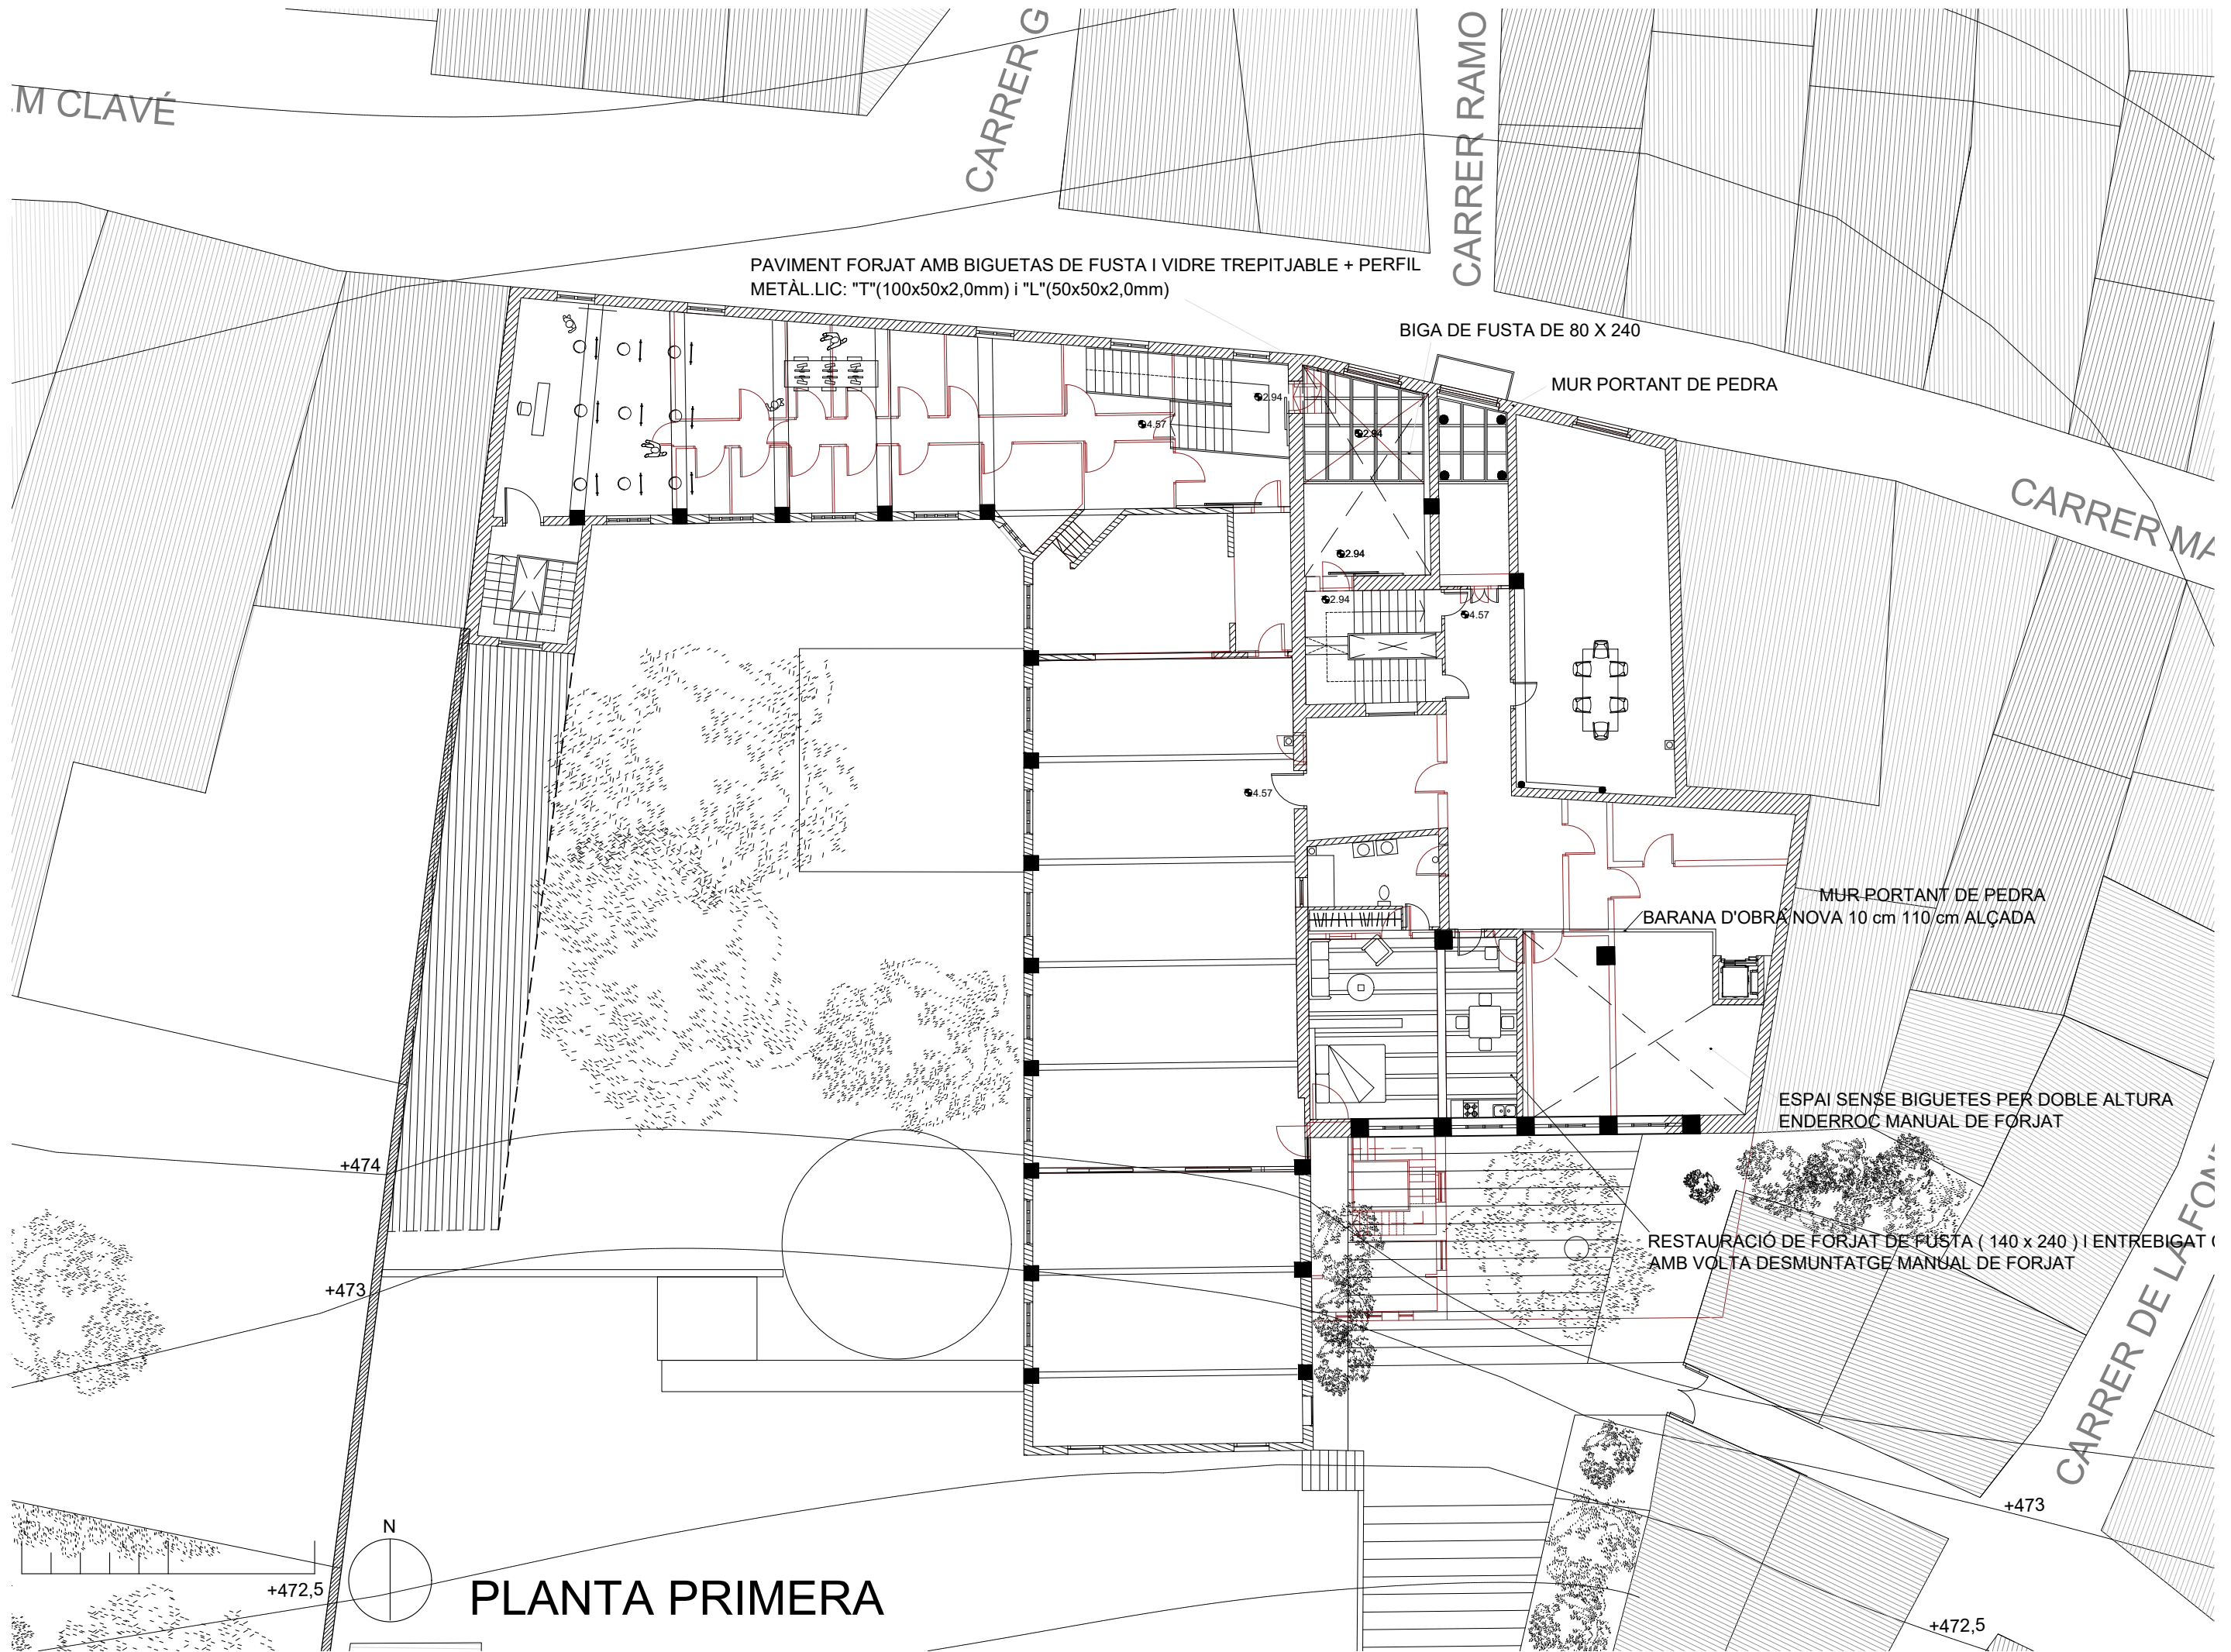 .M CLAVÉ
CARRER G
CARRER RAMO
PAVIMENT FORJAT AMB BIGUETAS DE FUSTA I VIDRE TREPITJABLE + PERFIL
METÀL.LIC: "T"(100x50x2,0mm) i "L"(50x50x2,0mm)
BIGA DE FUSTA DE 80 X 240
MUR PORTANT DE PEDRA
2.94
4.57
2.94
CARRER MA
2.94
2.94
4.57
4.57
MUR PORTANT DE PEDRA
BARANA D'OBRA NOVA 10 cm 110 cm ALÇADA
ESPAI SENSE BIGUETES PER DOBLE ALTURA
ENDERROC MANUAL DE FORJAT
+474
RESTAURACIÓ DE FORJAT DE FUSTA ( 140 x 240 ) I ENTREBIGAT
AMB VOLTA DESMUNTATGE MANUAL DE FORJAT
+473
CARRER DE LA FON
+473
N
+472,5
PLANTA PRIMERA
+472,5